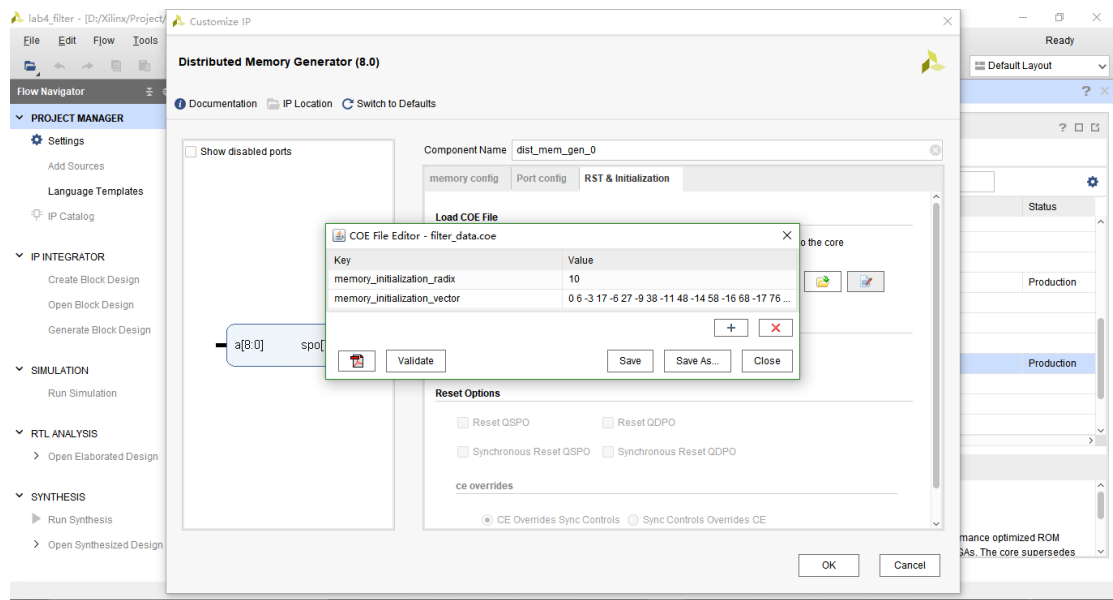 lab4_filter - [D:/Xilinx/Project/
Customize IP
File Edit Flow Tools
Ready
Distributed Memory Generator (8.0)
Default Layout
Flow Navigator
?
Documentation IP Location Switch to Defaults
PROJECT MANAGER
?
Settings
Show disabled ports
Component Name dist_mem_gen_0
Add Sources
memory config Port config RST & Initialization
Language Templates
IP Catalog
Status
Load COE File
COE File Editor - filter_data.coe
o the core
IP INTEGRATOR
Key Value
Create Block Design
memory_initialization_radix 10
Production
Open Block Design
memory_initialization_vector 0 6 -3 17 -6 27 -9 38 -11 48 -14 58 -16 68 -17 76 ...
Generate Block Design
a[8:0] spo[
Validate Save Save As... Close
Production
SIMULATION
Run Simulation
Reset Options
Reset QSPO Reset QDPO
RTL ANALYSIS
Synchronous Reset QSPO Synchronous Reset QDPO
Open Elaborated Design
ce overrides
SYNTHESIS
Run Synthesis
CE Overrides Sync Controls Sync Controls Overrides CE
mance optimized ROM
Open Synthesized Design
GAs. The core supersedes
OK Cancel